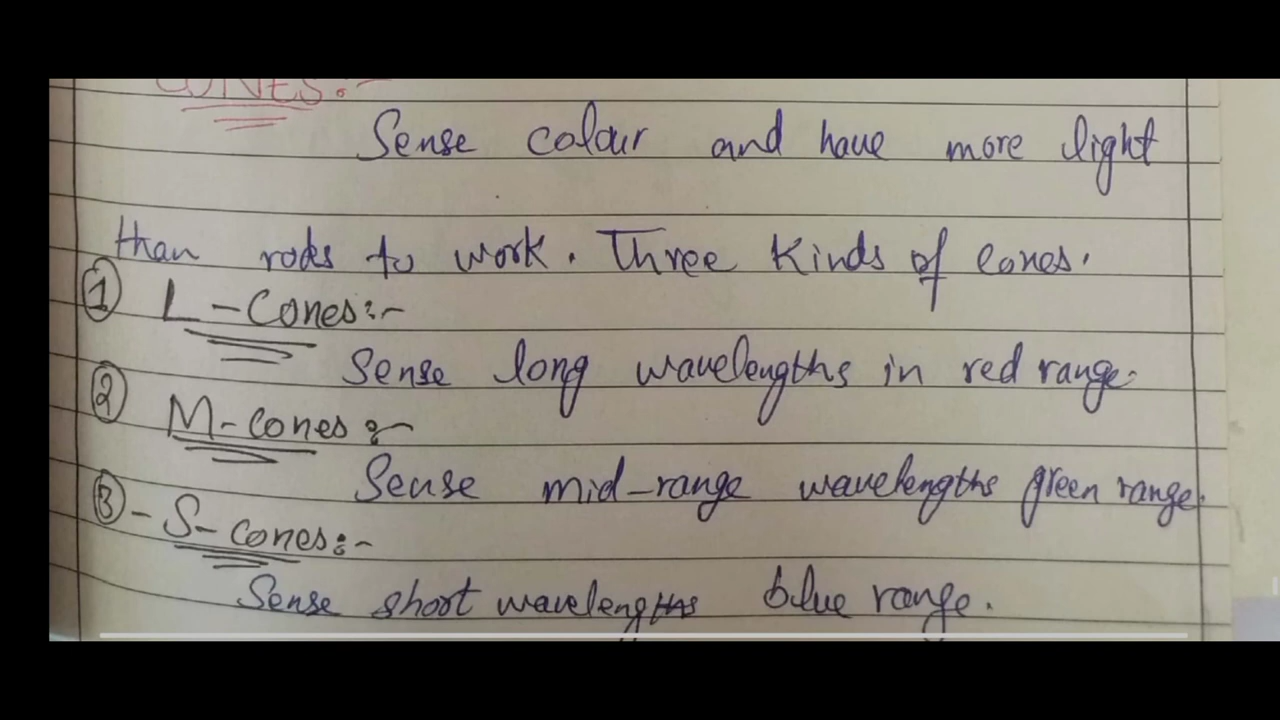 CONES:-
Sense colour and have more light
than rods to work. Three kinds of cones.
① L-Cones:-
Sense long wavelengths in red range.
② M-cones:-
Sense mid-range wavelengths green range.
③ - S-cones:-
Sense short wavelengths blue range.